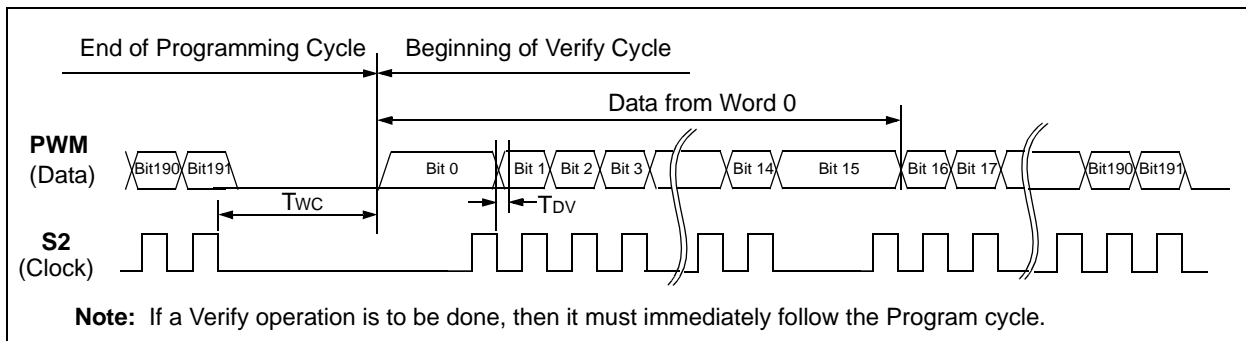 End of Programming Cycle Beginning of Verify Cycle
Data from Word 0
PWM
(Data)
Bit190 Bit191 Bit 0 Bit 1 Bit 2 Bit 3 Bit 14 Bit 15 Bit 16 Bit 17 Bit190 Bit191
TWC TDV
S2
(Clock)
Note: If a Verify operation is to be done, then it must immediately follow the Program cycle.